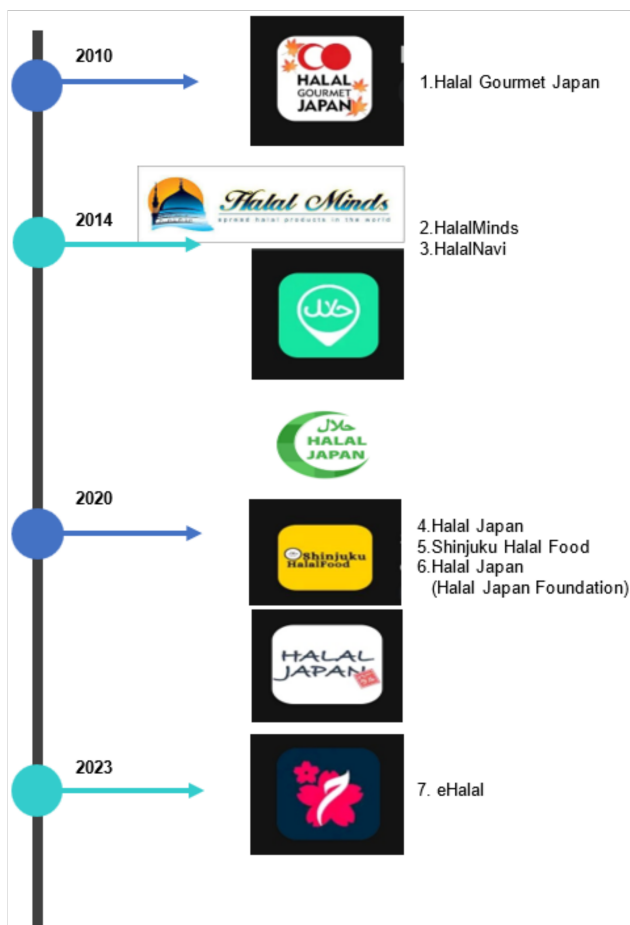 2010
HALAL
GOURMET
JAPAN
1.Halal Gourmet Japan
Halal Minds
spread halal products in the world
2014
2.HalalMinds
3.HalalNavi
حلال
حلال
HALAL
JAPAN
2020
4.Halal Japan
5.Shinjuku Halal Food
6.Halal Japan
(Halal Japan Foundation)
Shinjuku
HalalFood
HALAL
JAPAN
2023
7. eHalal